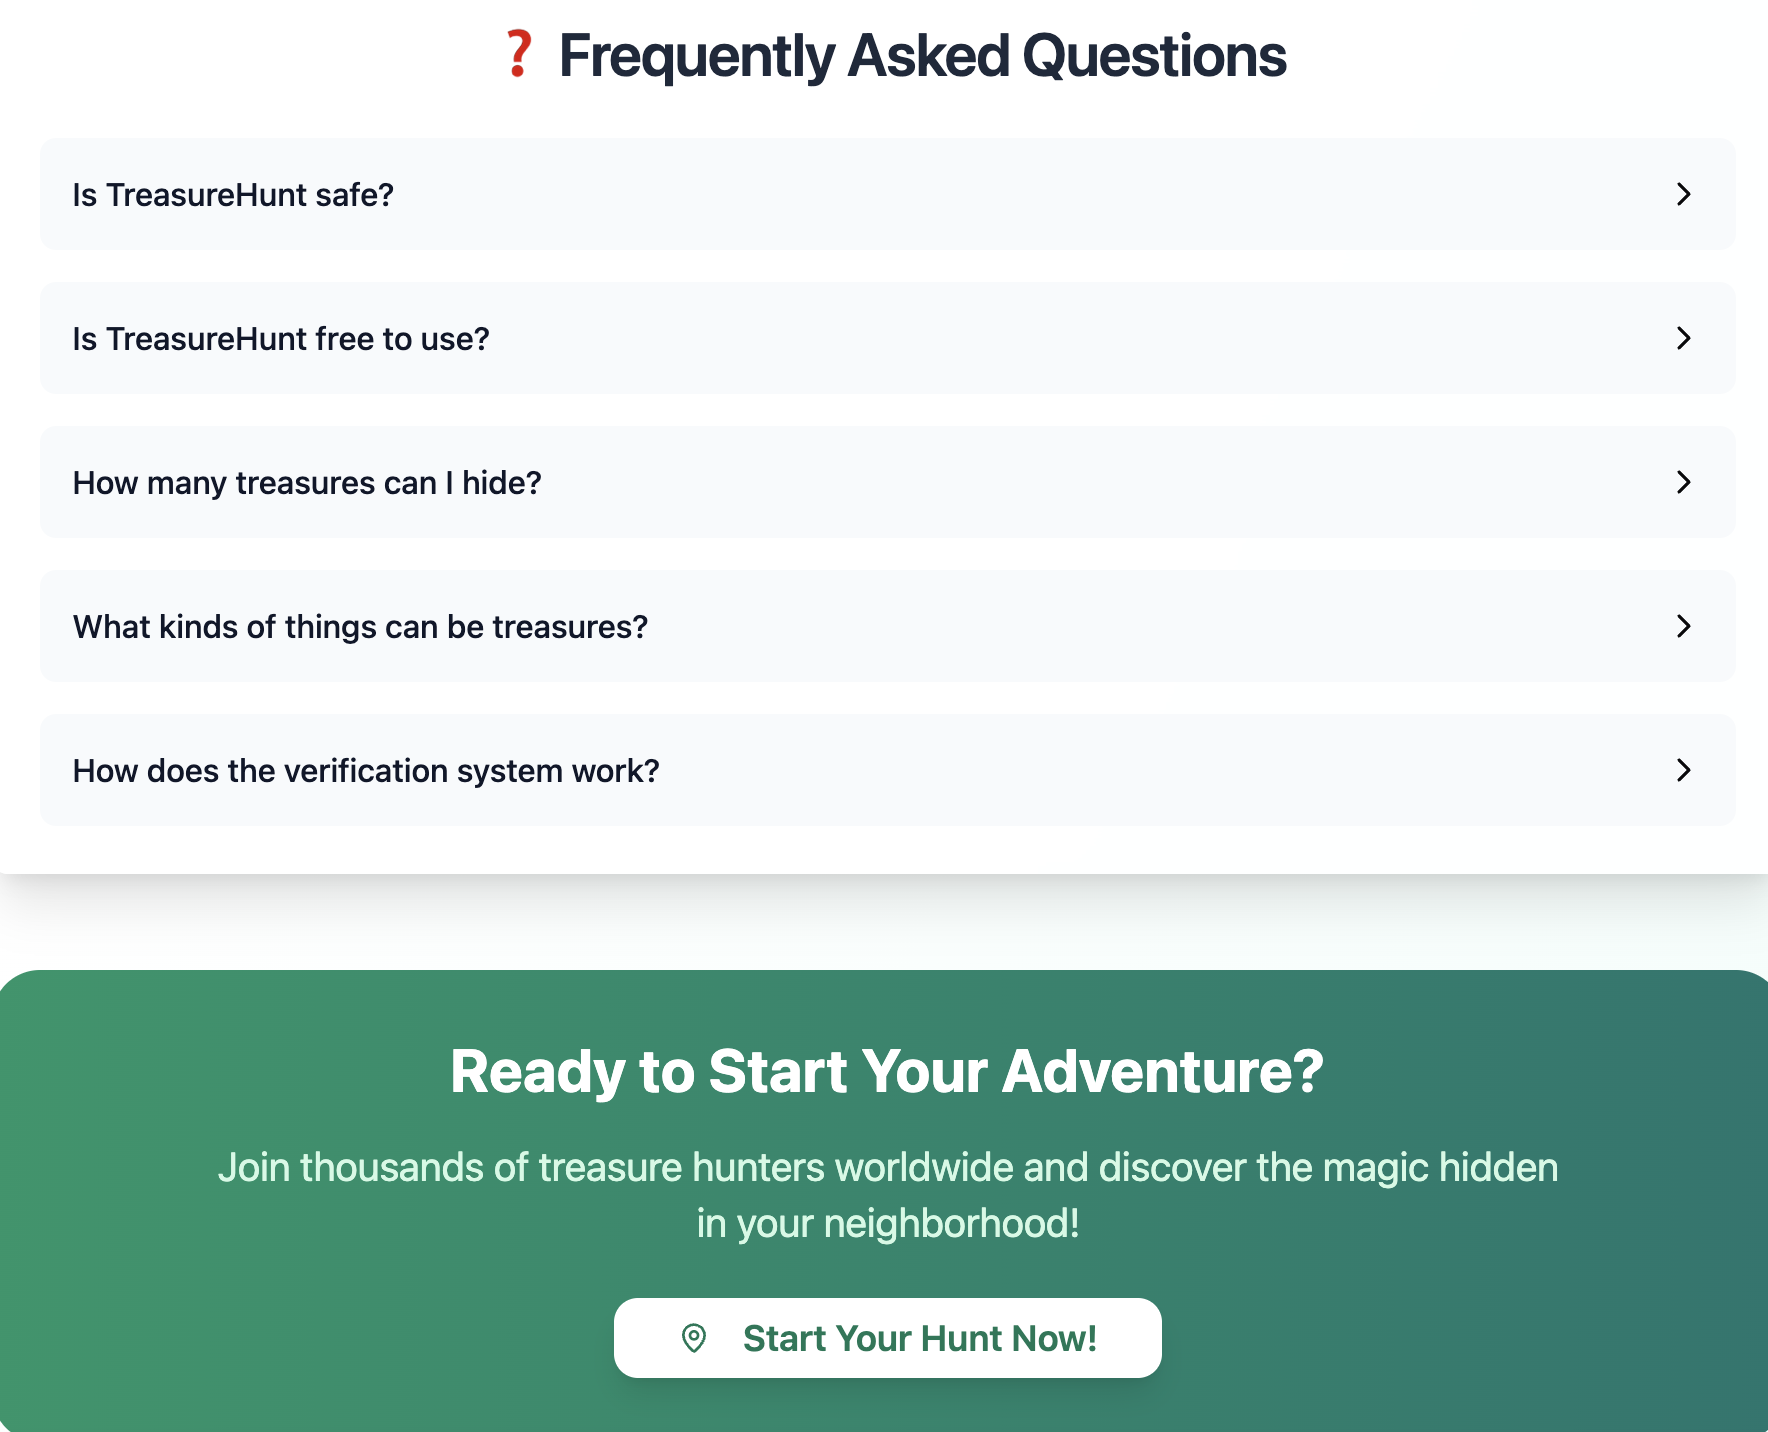 ❓ Frequently Asked Questions
Is TreasureHunt safe?
Is TreasureHunt free to use?
How many treasures can I hide?
What kinds of things can be treasures?
How does the verification system work?
Ready to Start Your Adventure?
Join thousands of treasure hunters worldwide and discover the magic hidden
in your neighborhood!
Start Your Hunt Now!